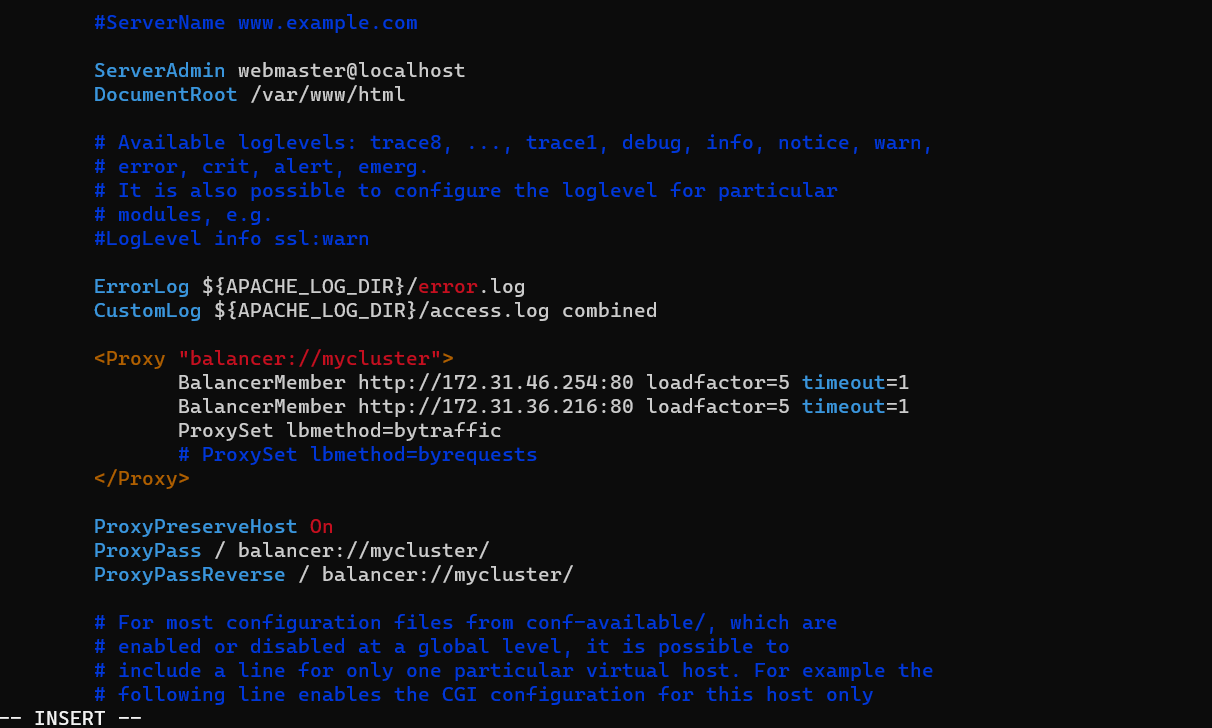 #ServerName www.example.com
ServerAdmin webmaster@localhost
DocumentRoot /var/www/html
# Available loglevels: trace8, ..., trace1, debug, info, notice, warn,
# error, crit, alert, emerg.
# It is also possible to configure the loglevel for particular
# modules, e.g.
#LogLevel info ssl:warn
ErrorLog ${APACHE_LOG_DIR}/error.log
CustomLog ${APACHE_LOG_DIR}/access.log combined
<Proxy "balancer://mycluster">
BalancerMember http://172.31.46.254:80 loadfactor=5 timeout=1
BalancerMember http://172.31.36.216:80 loadfactor=5 timeout=1
ProxySet lbmethod=bytraffic
# ProxySet lbmethod=byrequests
</Proxy>
ProxyPreserveHost On
ProxyPass / balancer://mycluster/
ProxyPassReverse / balancer://mycluster/
# For most configuration files from conf-available/, which are
# enabled or disabled at a global level, it is possible to
# include a line for only one particular virtual host. For example the
# following line enables the CGI configuration for this host only
-- INSERT --